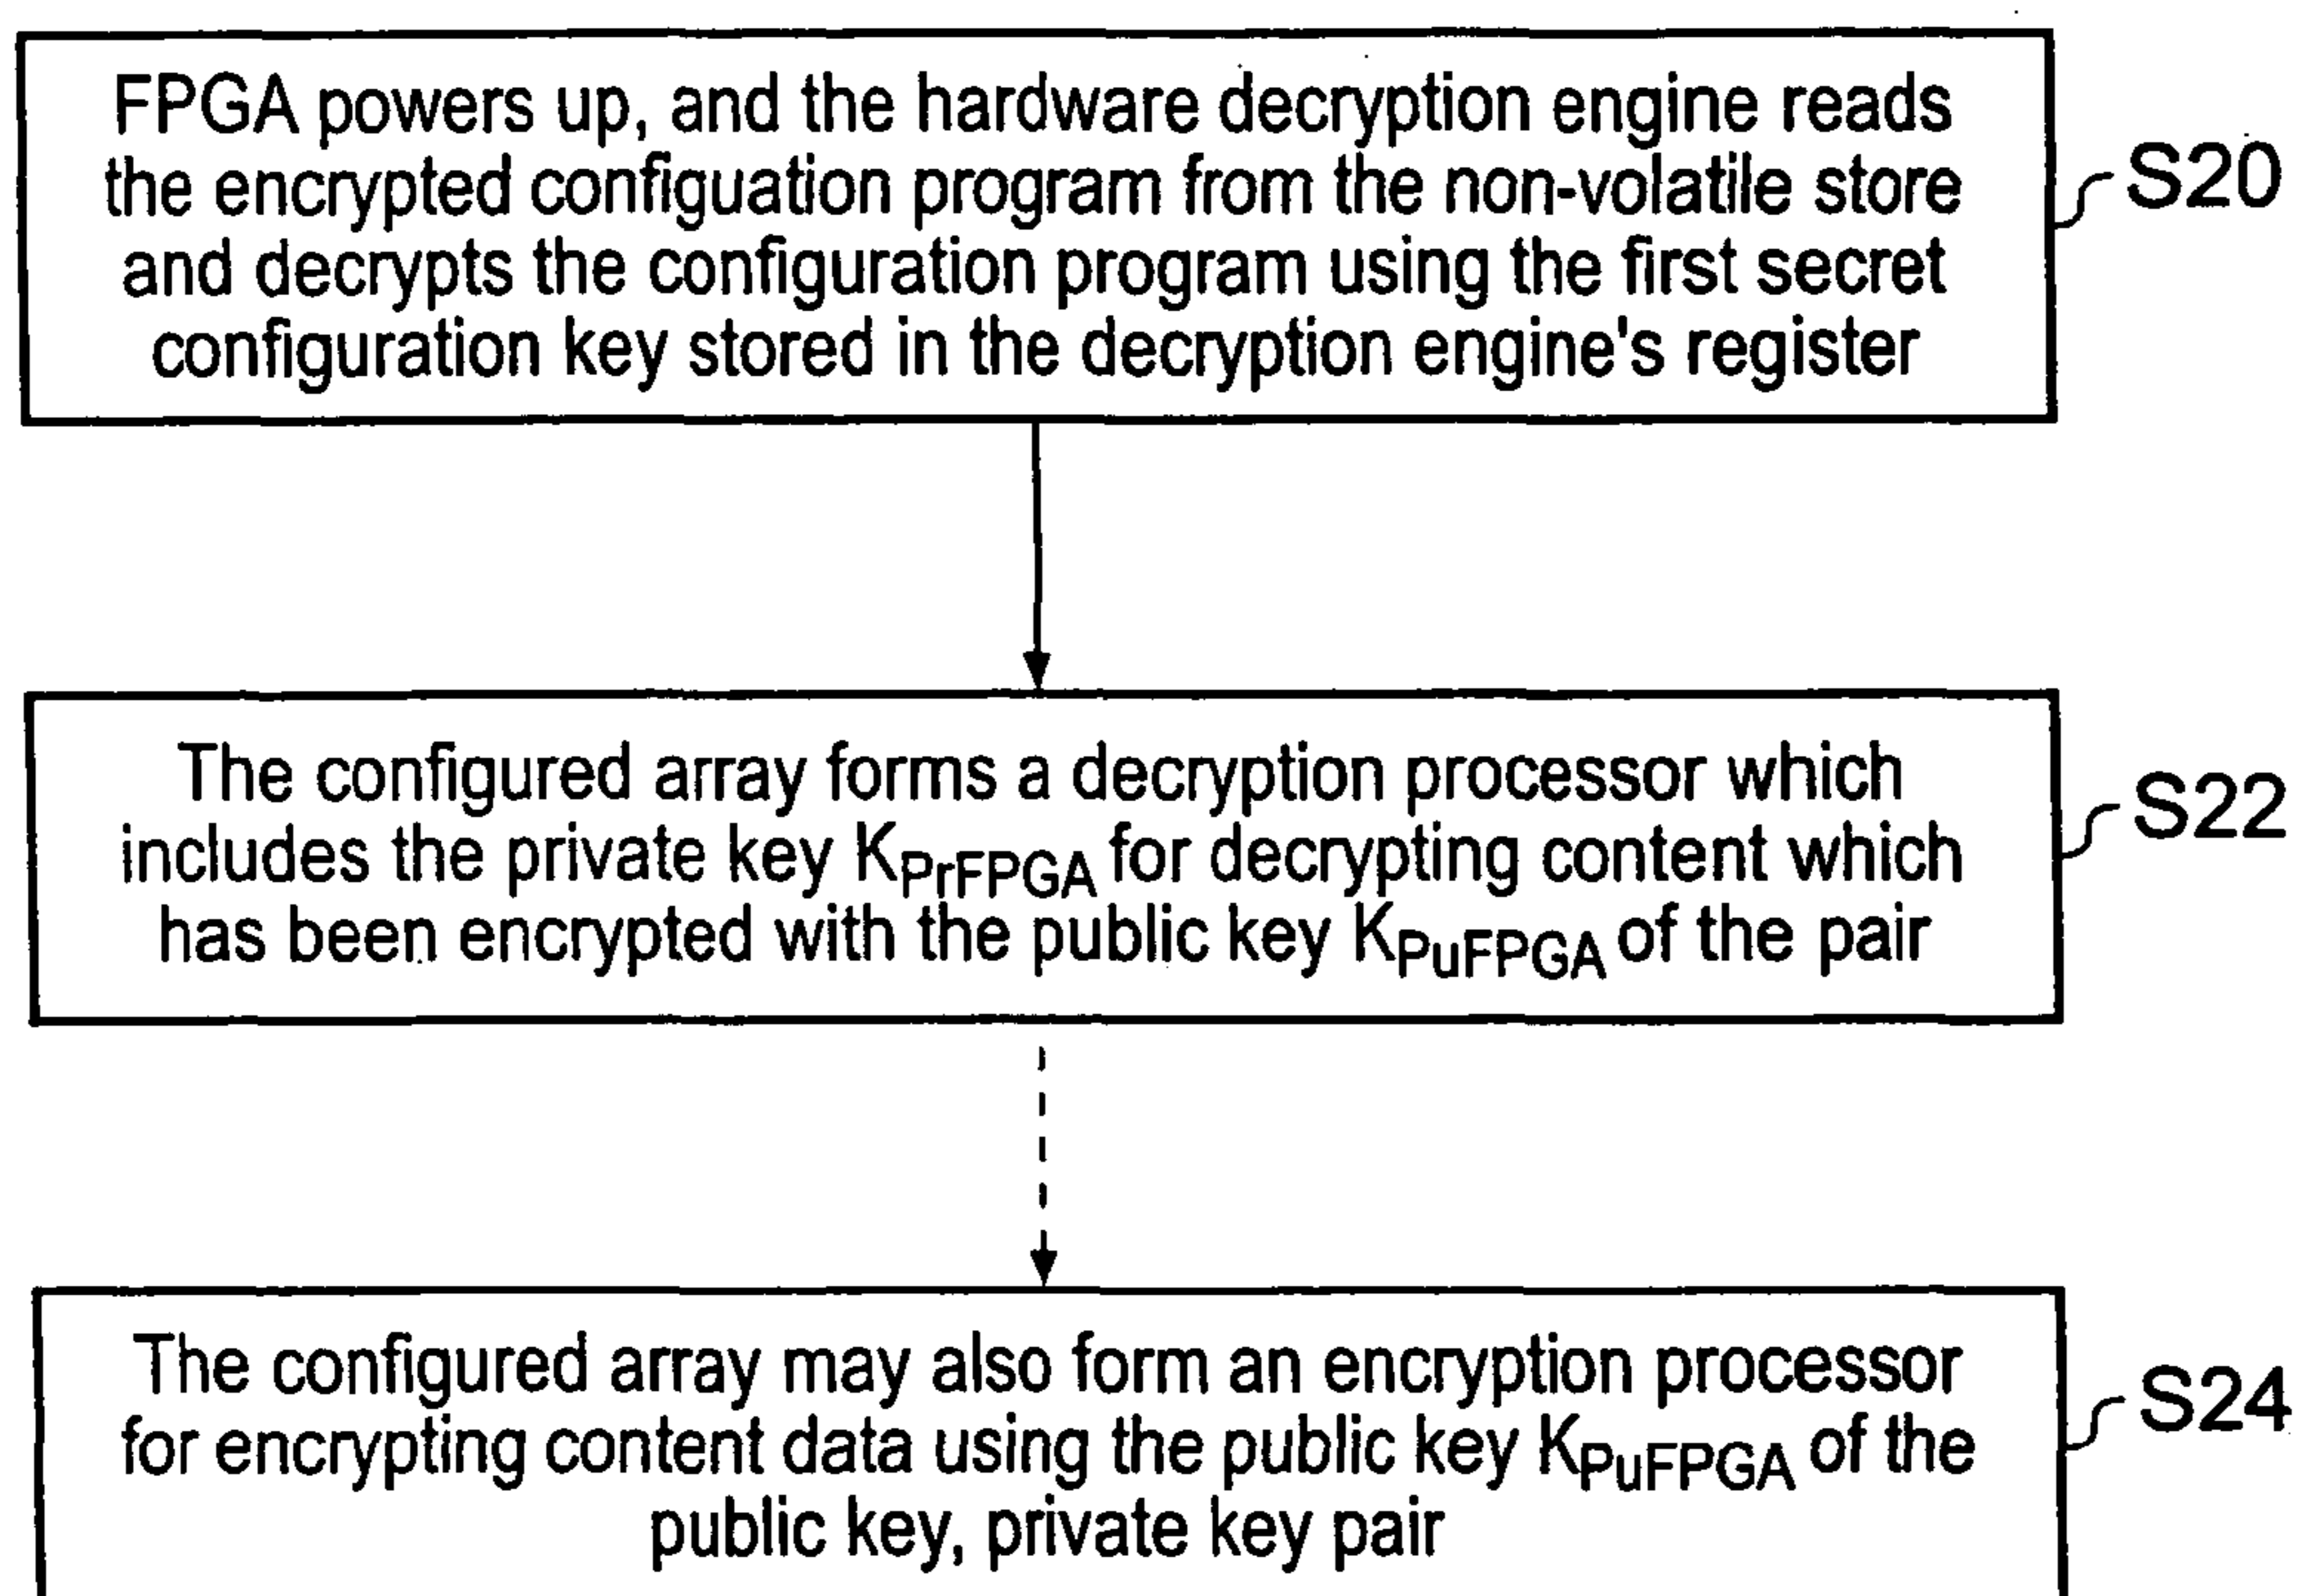 FPGA powers up, and the hardware decryption engine reads
the encrypted configuation program from the non-volatile store
and decrypts the configuration program using the first secret
configuration key stored in the decryption engine's register
S20
The configured array forms a decryption processor which
includes the private key KPrFPGA for decrypting content which
has been encrypted with the public key KPuFPGA of the pair
S22
The configured array may also form an encryption processor
for encrypting content data using the public key KPuFPGA of the
public key, private key pair
S24